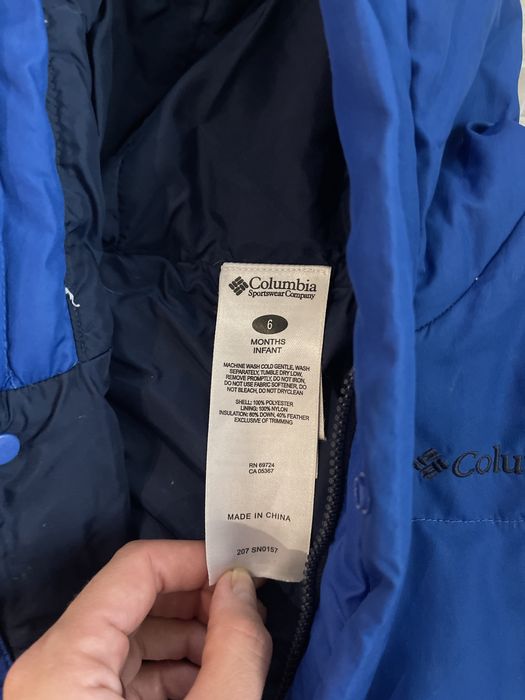 Columbia
Sportswear Company
6
MONTHS
INFANT
MACHINE WASH COLD GENTLE, WASH
SEPARATELY, TUMBLE DRY LOW,
REMOVE PROMPTLY, DO NOT IRON,
DO NOT USE FABRIC SOFTENER, DO
NOT BLEACH, DO NOT DRYCLEAN
SHELL: 100% POLYESTER
LINING: 100% NYLON
INSULATION: 60% DOWN, 40% FEATHER
EXCLUSIVE OF TRIMMING
RN 69724
CA 05367
MADE IN CHINA
207 SN0157
Colu